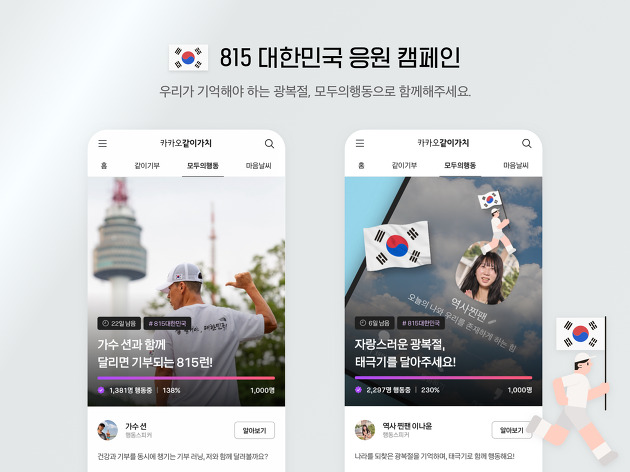 815 대한민국 응원 캠페인
우리가 기억해야 하는 광복절, 모두의행동으로 함께해주세요.
카카오같이가치
홈 같이기부 모두의행동 마음날씨
22일 남음 # 815대한민국
가수 션과 함께
달리면 기부되는 815런!
1,381명 행동중 | 138% 1,000명
가수 션
행동스피커
알아보기
건강과 기부를 동시에 챙기는 기부 러닝, 저와 함께 달려볼까요?
카카오같이가치
홈 같이기부 모두의행동 마음날씨
역사찐팬
오늘의 나와 우리를 존재하게 하는 힘
6일 남음 # 815대한민국
자랑스러운 광복절,
태극기를 달아주세요!
2,297명 행동중 | 230% 1,000명
역사 찐팬 이나윤
행동스피커
알아보기
나라를 되찾은 광복절을 기억하며, 태극기로 함께 행동해요!